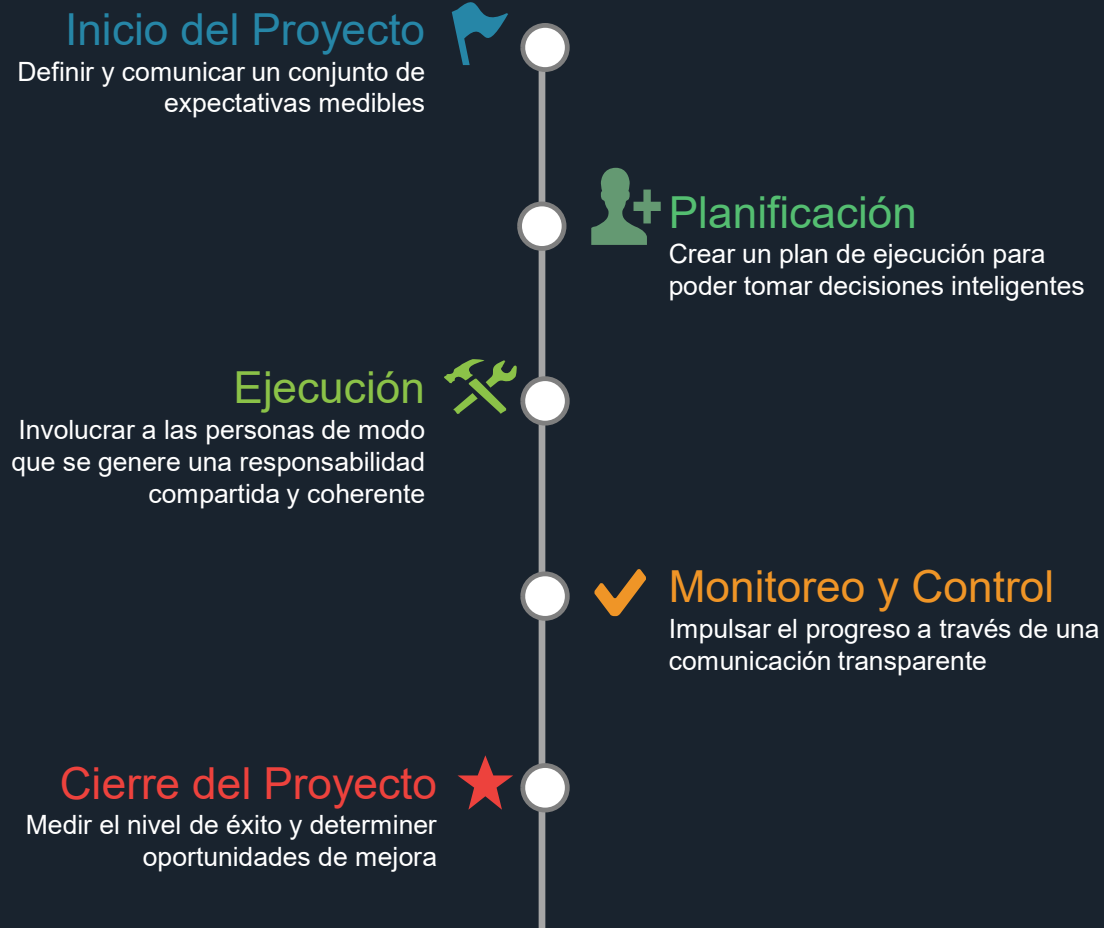 Inicio del Proyecto
Definir y comunicar un conjunto de
expectativas medibles
Planificación
Crear un plan de ejecución para
poder tomar decisiones inteligentes
Ejecución
Involucrar a las personas de modo
que se genere una responsabilidad
compartida y coherente
Monitoreo y Control
Impulsar el progreso a través de una
comunicación transparente
Cierre del Proyecto
Medir el nivel de éxito y determiner
oportunidades de mejora